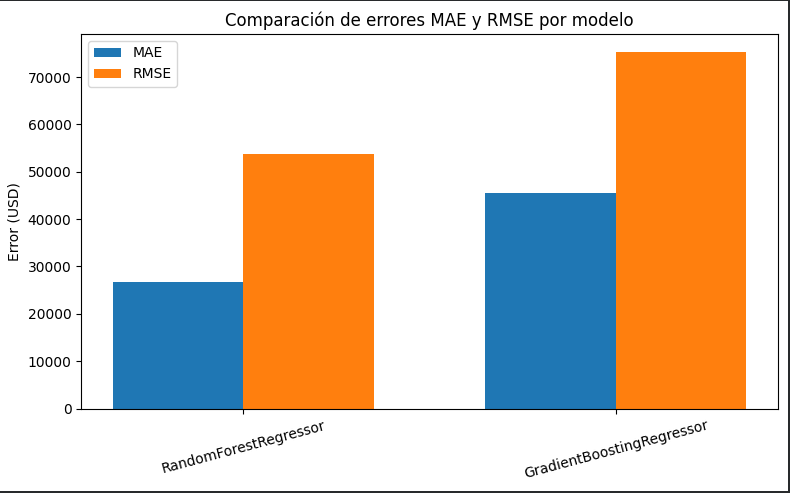 Comparación de errores MAE y RMSE por modelo
MAE
RMSE
Error (USD)
70000
60000
50000
40000
30000
20000
10000
0
RandomForestRegressor
GradientBoostingRegressor